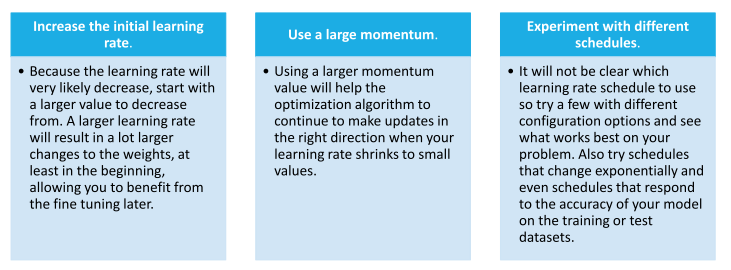 Increase the initial learning
rate.
• Because the learning rate will
very likely decrease, start with
a larger value to decrease
from. A larger learning rate
will result in a lot larger
changes to the weights, at
least in the beginning,
allowing you to benefit from
the fine tuning later.
Use a large momentum.
• Using a larger momentum
value will help the
optimization algorithm to
continue to make updates in
the right direction when your
learning rate shrinks to small
values.
Experiment with different
schedules.
• It will not be clear which
learning rate schedule to use
so try a few with different
configuration options and see
what works best on your
problem. Also try schedules
that change exponentially and
even schedules that respond
to the accuracy of your model
on the training or test
datasets.